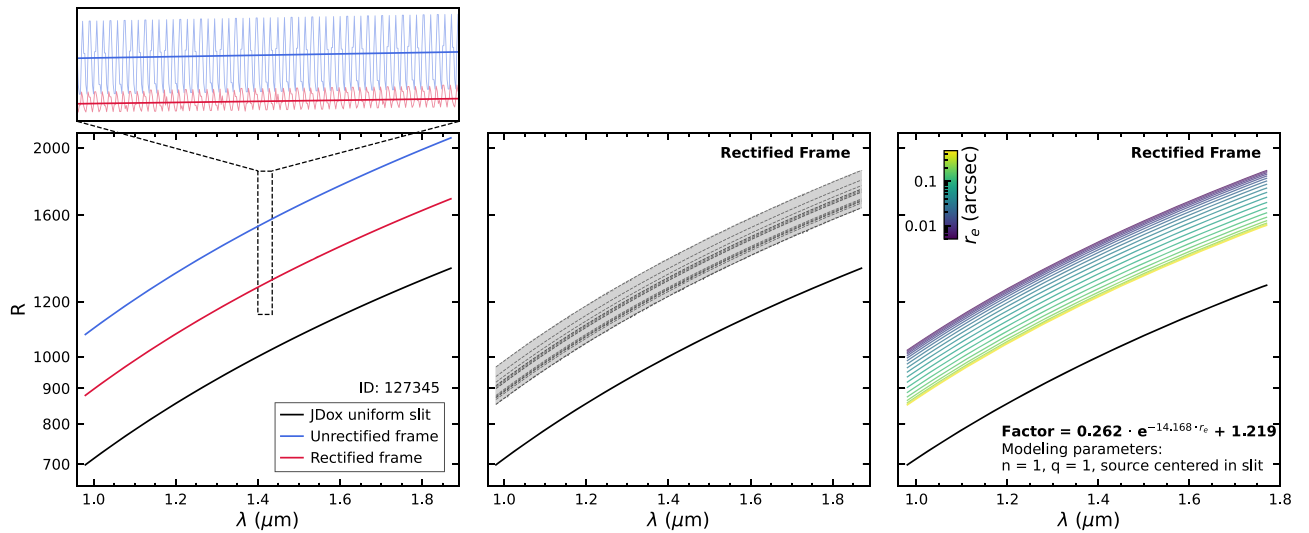 2000
1600
1200
1000
900
800
700
R
1.0 1.2 1.4 1.6 1.8
λ (μm)
ID: 127345
JDox uniform slit
Unrectified frame
Rectified frame
Rectified Frame
1.0 1.2 1.4 1.6 1.8
λ (μm)
Rectified Frame
0.1
0.01
r_e (arcsec)
Factor = 0.262 · e^{−14.168·r_e} + 1.219
Modeling parameters:
n = 1, q = 1, source centered in slit
1.0 1.2 1.4 1.6 1.8
λ (μm)